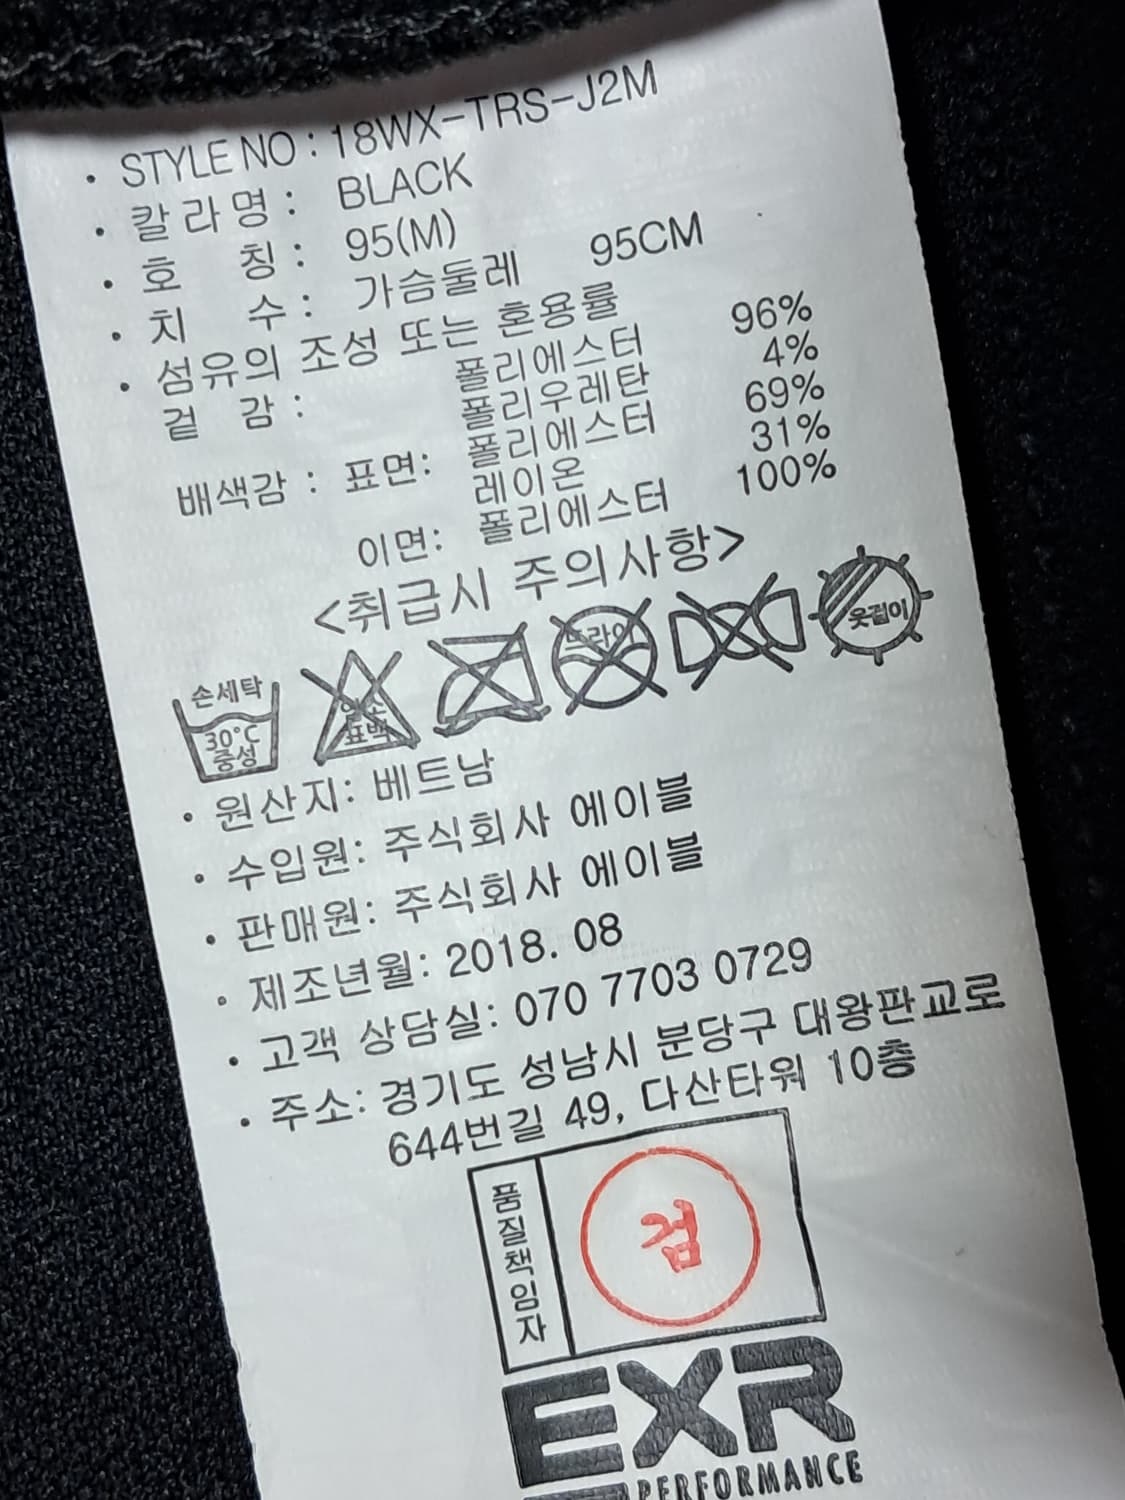 · STYLE NO : 18WX-TRS-J2M
· 칼라명 : BLACK
· 호 칭 : 95(M)
· 치 수 : 가슴둘레 95CM
· 섬유의 조성 또는 혼용률
겉 감 : 폴리에스터 96%
폴리우레탄 4%
배색감 : 표면: 폴리에스터 69%
레이온 31%
이면: 폴리에스터 100%
<취급시 주의사항>
손세탁
30°C
중성
염소
표백
드라이
옷걸이
· 원산지: 베트남
· 수입원: 주식회사 에이블
· 판매원: 주식회사 에이블
· 제조년월: 2018. 08
· 고객 상담실: 070 7703 0729
· 주소: 경기도 성남시 분당구 대왕판교로
644번길 49, 다산타워 10층
품질책임자
검
EXR
PERFORMANCE